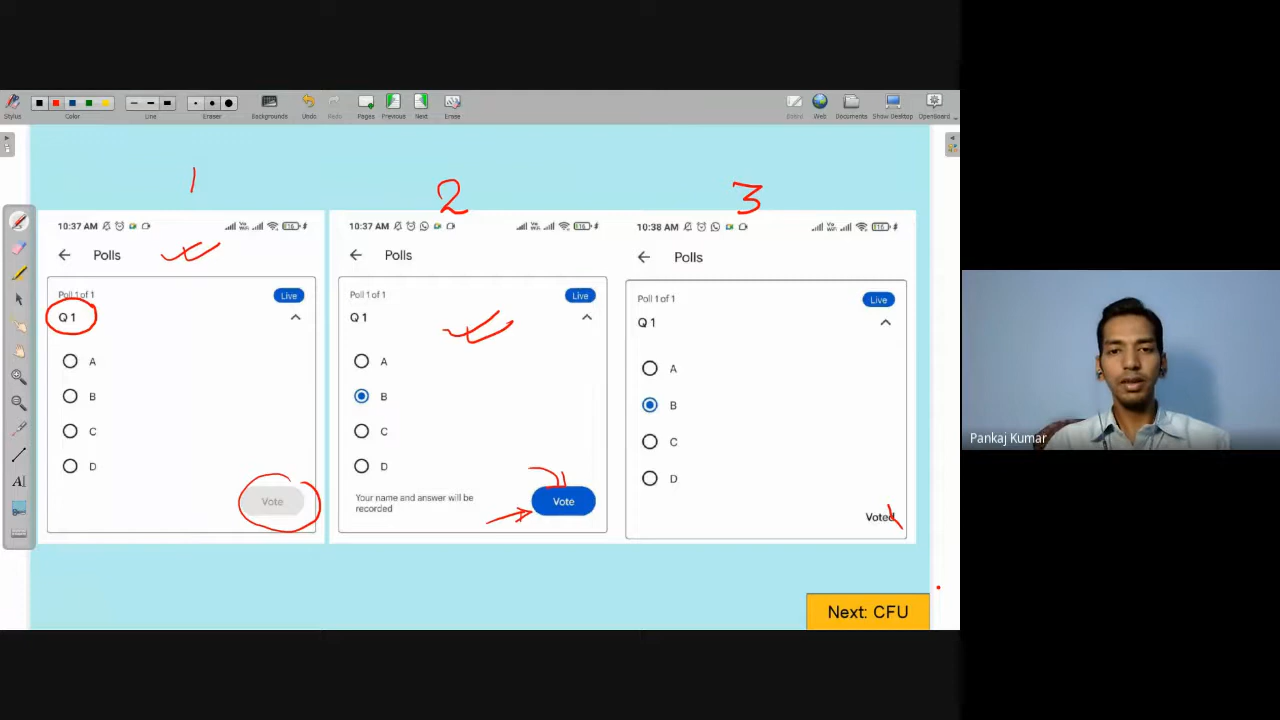 Stylus Color Line Eraser Backgrounds Undo Redo Pages Previous Next Erase Board Web Documents Show Desktop OpenBoard
1 2 3
10:37 AM
Polls
Poll 1 of 1 Live
Q 1
A
B
C
D
Vote
10:37 AM
Polls
Poll 1 of 1 Live
Q 1
A
B
C
D
Your name and answer will be
recorded
Vote
10:38 AM
Polls
Poll 1 of 1 Live
Q 1
A
B
C
D
Voted
Next: CFU
AI
Pankaj Kumar